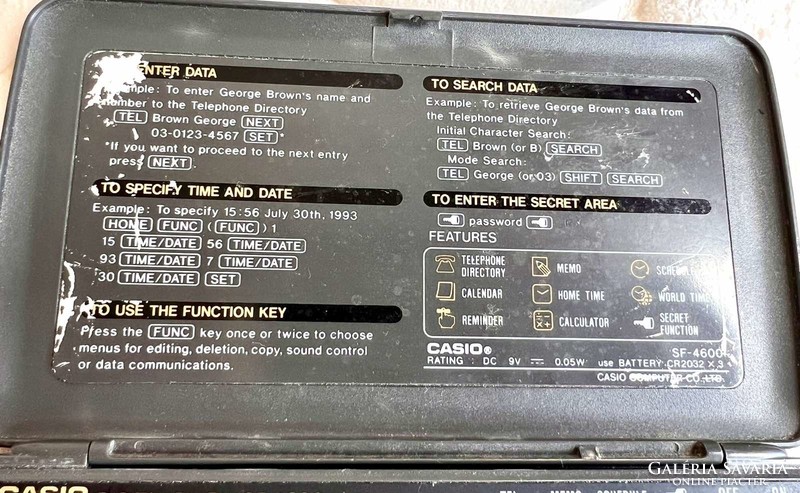 ENTER DATA
Example: To enter George Brown's name and
number to the Telephone Directory
TEL Brown George NEXT
03-0123-4567 SET *
*If you want to proceed to the next entry
press NEXT.
TO SPECIFY TIME AND DATE
Example: To specify 15:56 July 30th, 1993
HOME FUNC (FUNC) 1
15 TIME/DATE 56 TIME/DATE
93 TIME/DATE 7 TIME/DATE
30 TIME/DATE SET
TO USE THE FUNCTION KEY
Press the FUNC key once or twice to choose
menus for editing, deletion, copy, sound control
or data communications.
TO SEARCH DATA
Example: To retrieve George Brown's data from
the Telephone Directory
Initial Character Search:
TEL Brown (or B) SEARCH
Mode Search:
TEL George (or 03) SHIFT SEARCH
TO ENTER THE SECRET AREA
password
FEATURES
TELEPHONE DIRECTORY
MEMO
SCHEDULE
CALENDAR
HOME TIME
WORLD TIME
REMINDER
CALCULATOR
SECRET FUNCTION
CASIO® SF-4600
RATING : DC 9V 0.05W use BATTERY CR2032 × 3
CASIO COMPUTER CO., LTD.
CASIO
TEL MEMO SCHEDULE OFF ON
GALERIA SAVARIA
ONLINE PIACTER